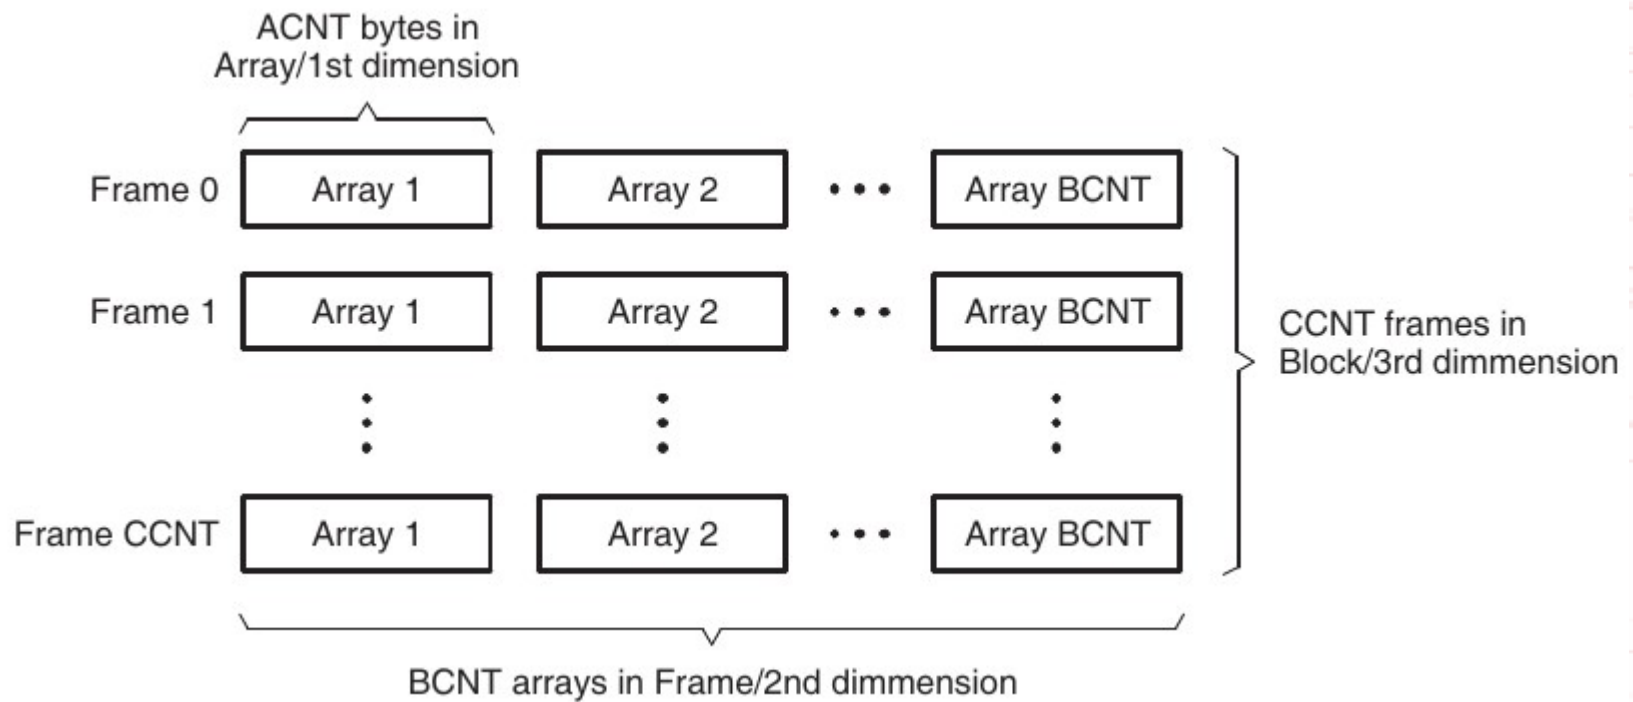 ACNT bytes in
Array/1st dimension
Frame 0 Array 1 Array 2 Array BCNT
Frame 1 Array 1 Array 2 Array BCNT
CCNT frames in
Block/3rd dimmension
Frame CCNT Array 1 Array 2 Array BCNT
BCNT arrays in Frame/2nd dimmension